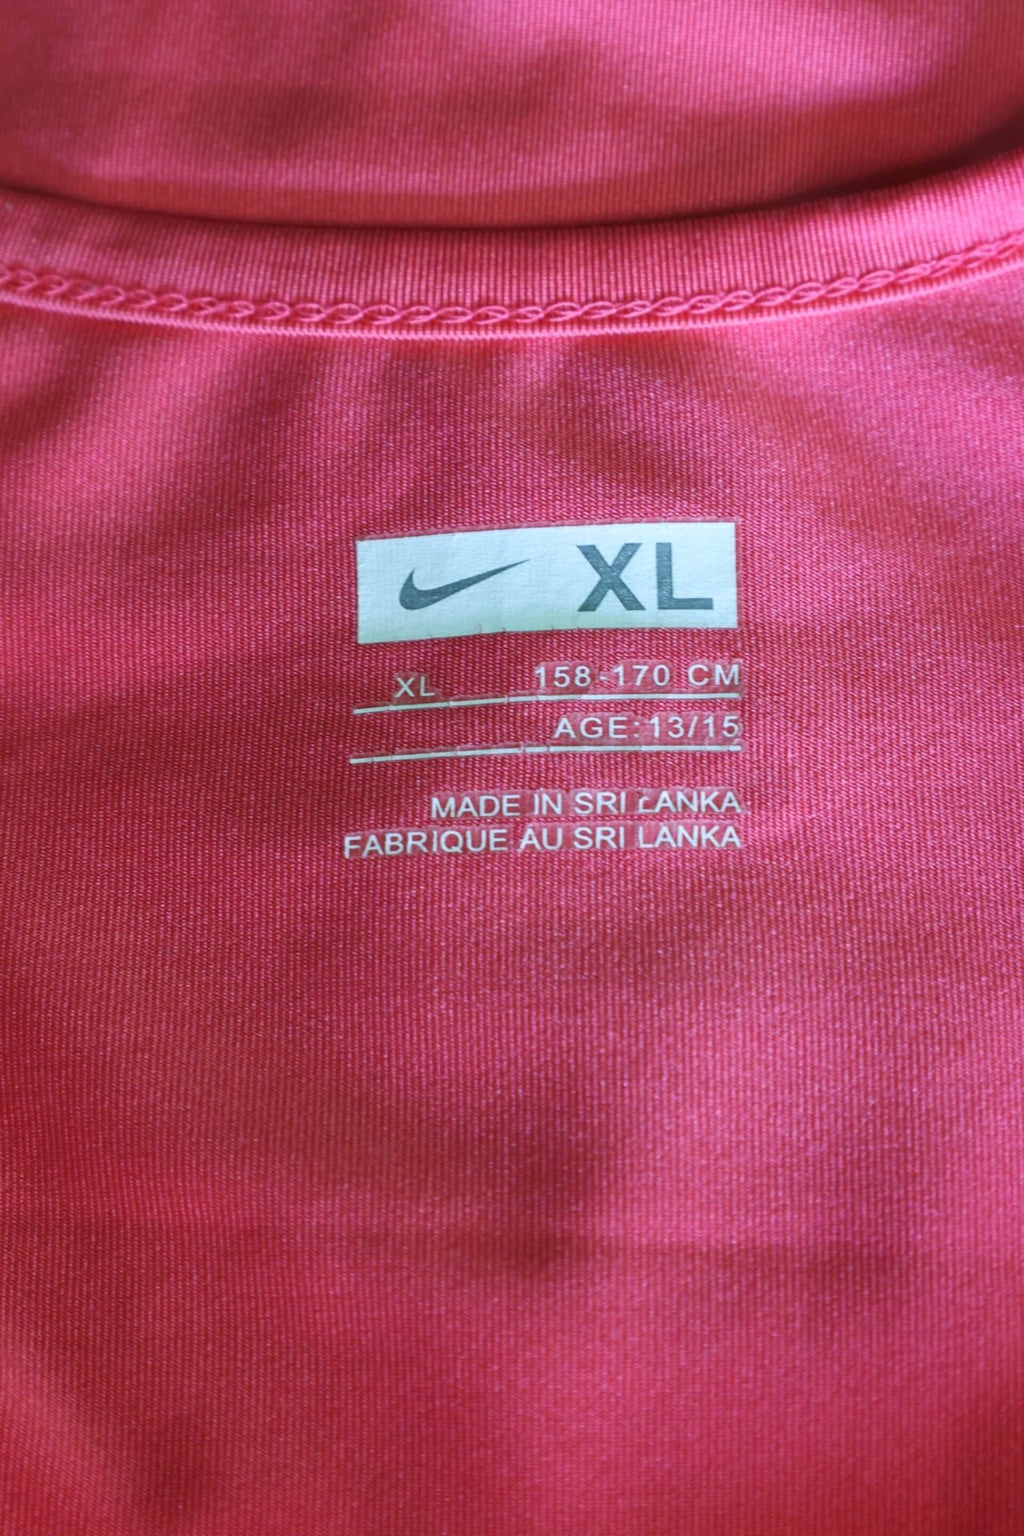 XL
XL 158-170 CM
AGE: 13/15
MADE IN SRI LANKA
FABRIQUE AU SRI LANKA